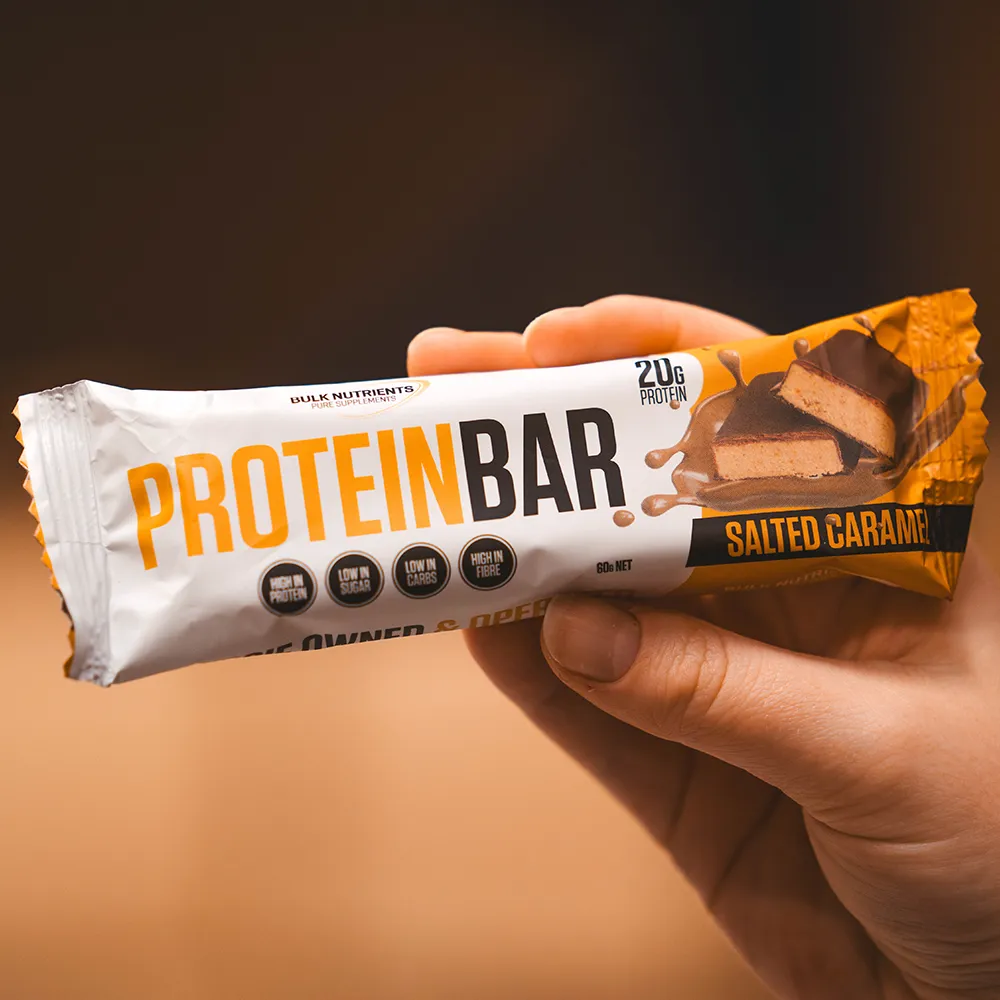 BULK NUTRIENTS
PURE SUPPLEMENTS
20G
PROTEIN
PROTEINBAR
SALTED CARAMEL
HIGH IN
PROTEIN
LOW IN
SUGAR
LOW IN
CARBS
HIGH IN
FIBRE
60G NET
OWNED &